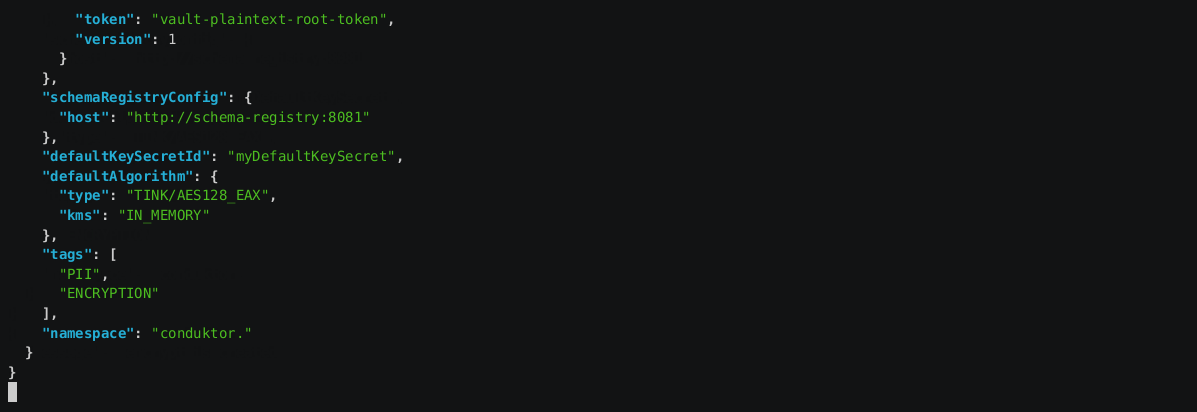 "token": "vault-plaintext-root-token",
"version": 1
}
},
"schemaRegistryConfig": {
"host": "http://schema-registry:8081"
},
"defaultKeySecretId": "myDefaultKeySecret",
"defaultAlgorithm": {
"type": "TINK/AES128_EAX",
"kms": "IN_MEMORY"
},
"tags": [
"PII",
"ENCRYPTION"
],
"namespace": "conduktor."
}
}